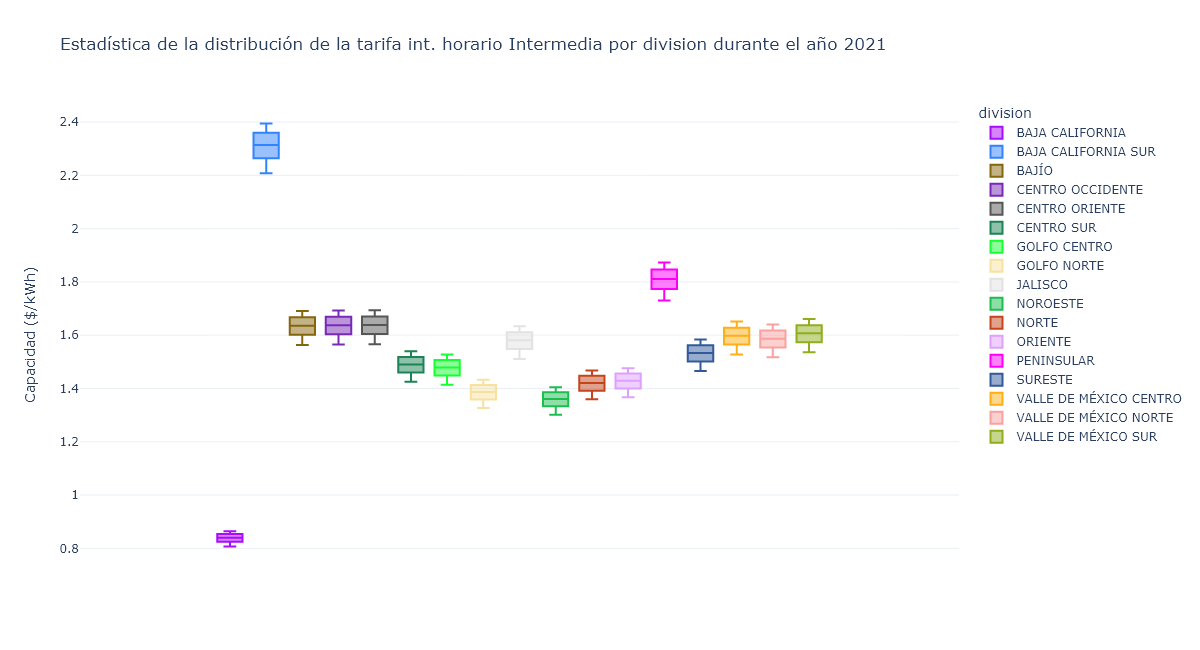 Estadística de la distribución de la tarifa int. horario Intermedia por division durante el año 2021
Capacidad ($/kWh)
2.4
2.2
2
1.8
1.6
1.4
1.2
1
0.8
division
BAJA CALIFORNIA
BAJA CALIFORNIA SUR
BAJÍO
CENTRO OCCIDENTE
CENTRO ORIENTE
CENTRO SUR
GOLFO CENTRO
GOLFO NORTE
JALISCO
NOROESTE
NORTE
ORIENTE
PENINSULAR
SURESTE
VALLE DE MÉXICO CENTRO
VALLE DE MÉXICO NORTE
VALLE DE MÉXICO SUR